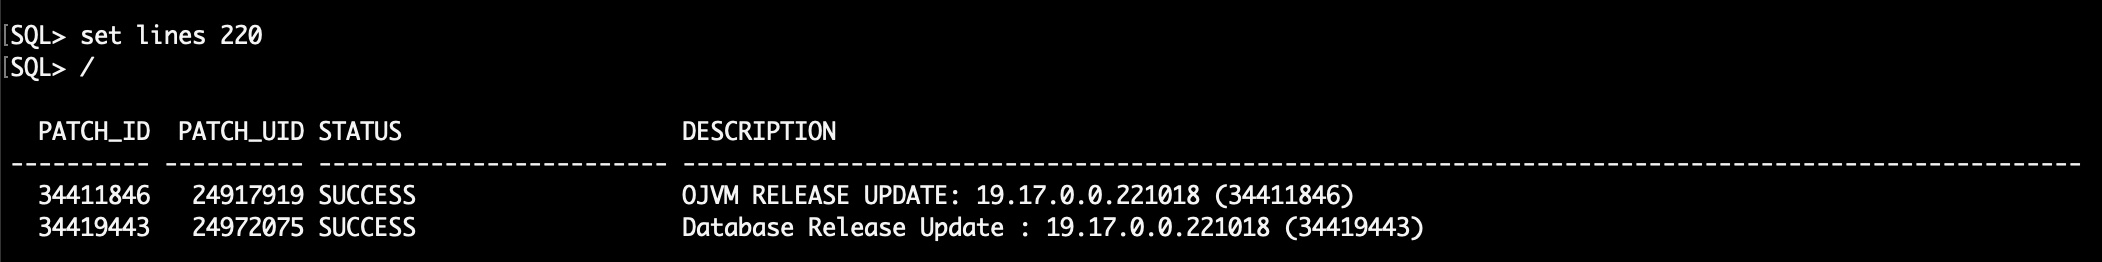 [SQL> set lines 220
[SQL> /
PATCH_ID PATCH_UID STATUS DESCRIPTION
---------- ---------- ------------------------- ----------------------------------------------------------------------------------------------------
34411846 24917919 SUCCESS OJVM RELEASE UPDATE: 19.17.0.0.221018 (34411846)
34419443 24972075 SUCCESS Database Release Update : 19.17.0.0.221018 (34419443)